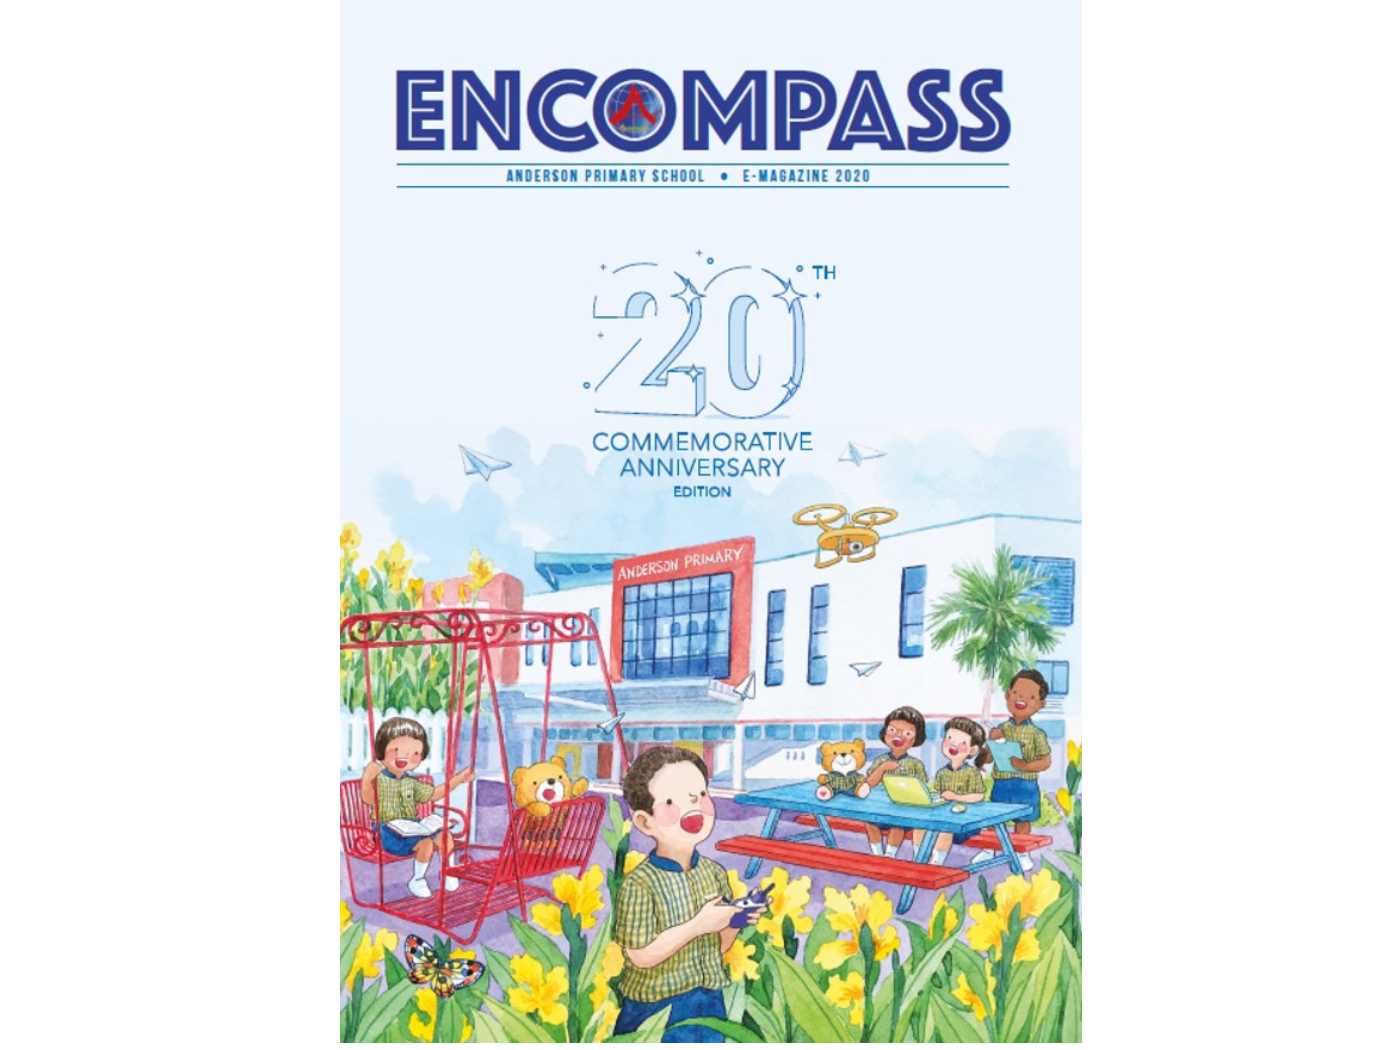 ENCOMPASS
ANDERSON PRIMARY SCHOOL • E-MAGAZINE 2020
20TH
COMMEMORATIVE
ANNIVERSARY
EDITION
ANDERSON PRIMARY